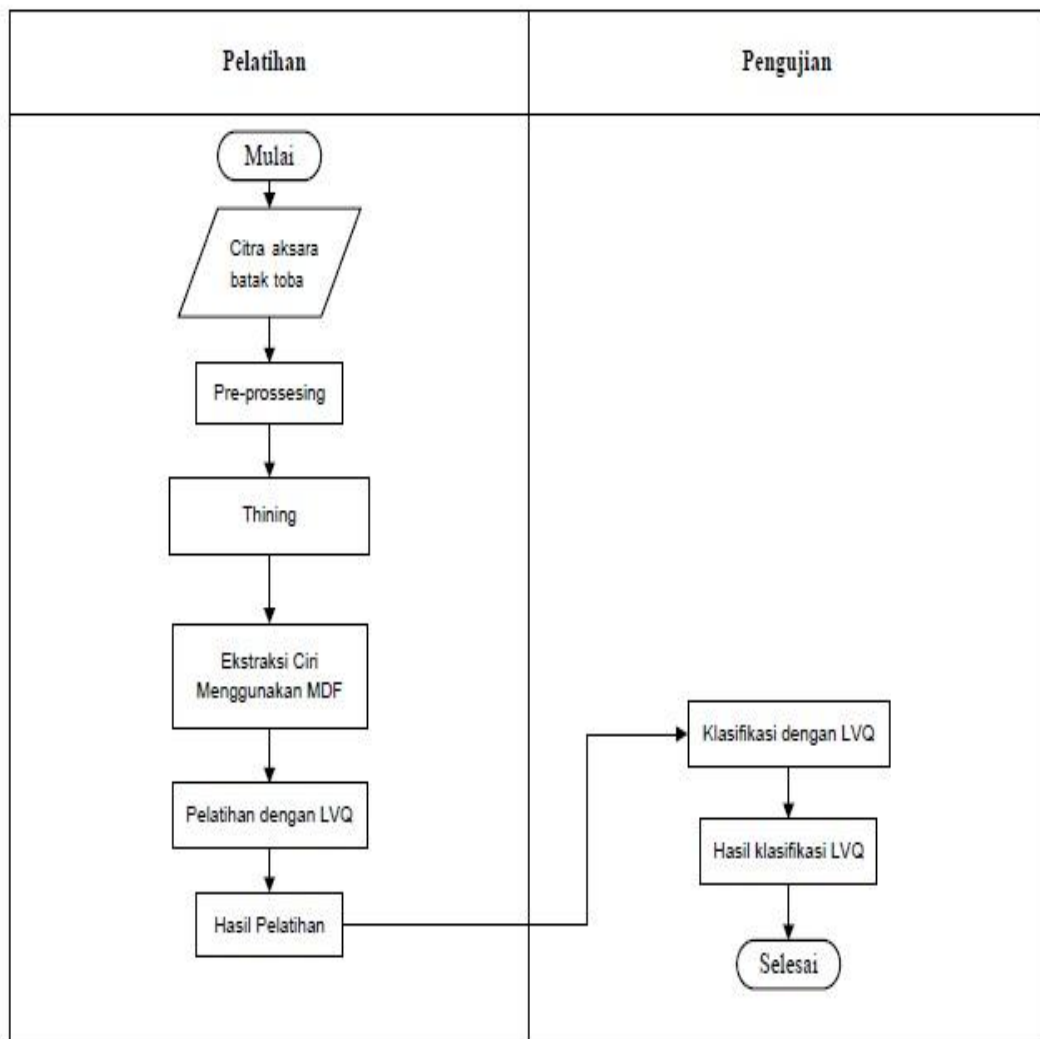 Pelatihan
Pengujian
Mulai
Citra aksara
batak toba
Pre-prossesing
Thining
Ekstraksi Ciri
Menggunakan MDF
Pelatihan dengan LVQ
Hasil Pelatihan
Klasifikasi dengan LVQ
Hasil klasifikasi LVQ
Selesai